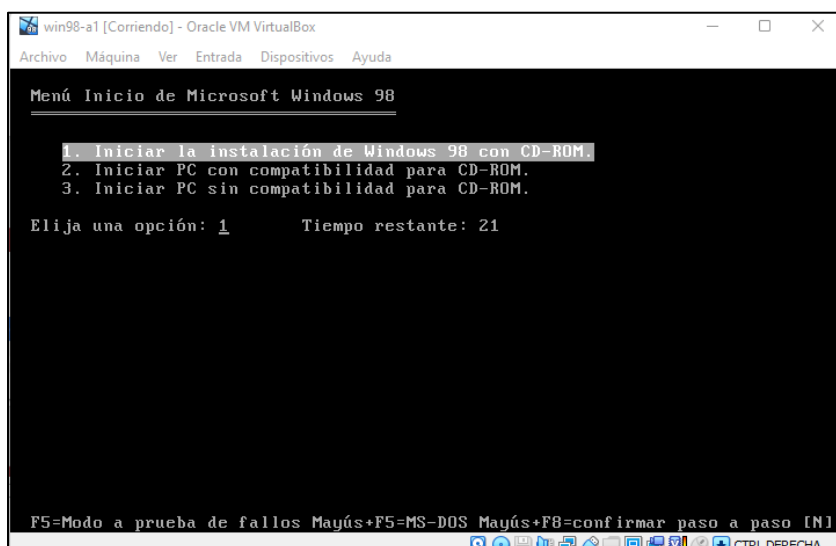 win98-a1 [Corriendo] - Oracle VM VirtualBox
Archivo Máquina Ver Entrada Dispositivos Ayuda
Menú Inicio de Microsoft Windows 98
1. Iniciar la instalación de Windows 98 con CD-ROM.
2. Iniciar PC con compatibilidad para CD-ROM.
3. Iniciar PC sin compatibilidad para CD-ROM.
Elija una opción: 1 Tiempo restante: 21
F5=Modo a prueba de fallos Mayús+F5=MS-DOS Mayús+F8=confirmar paso a paso [N]
CTRL DERECHA